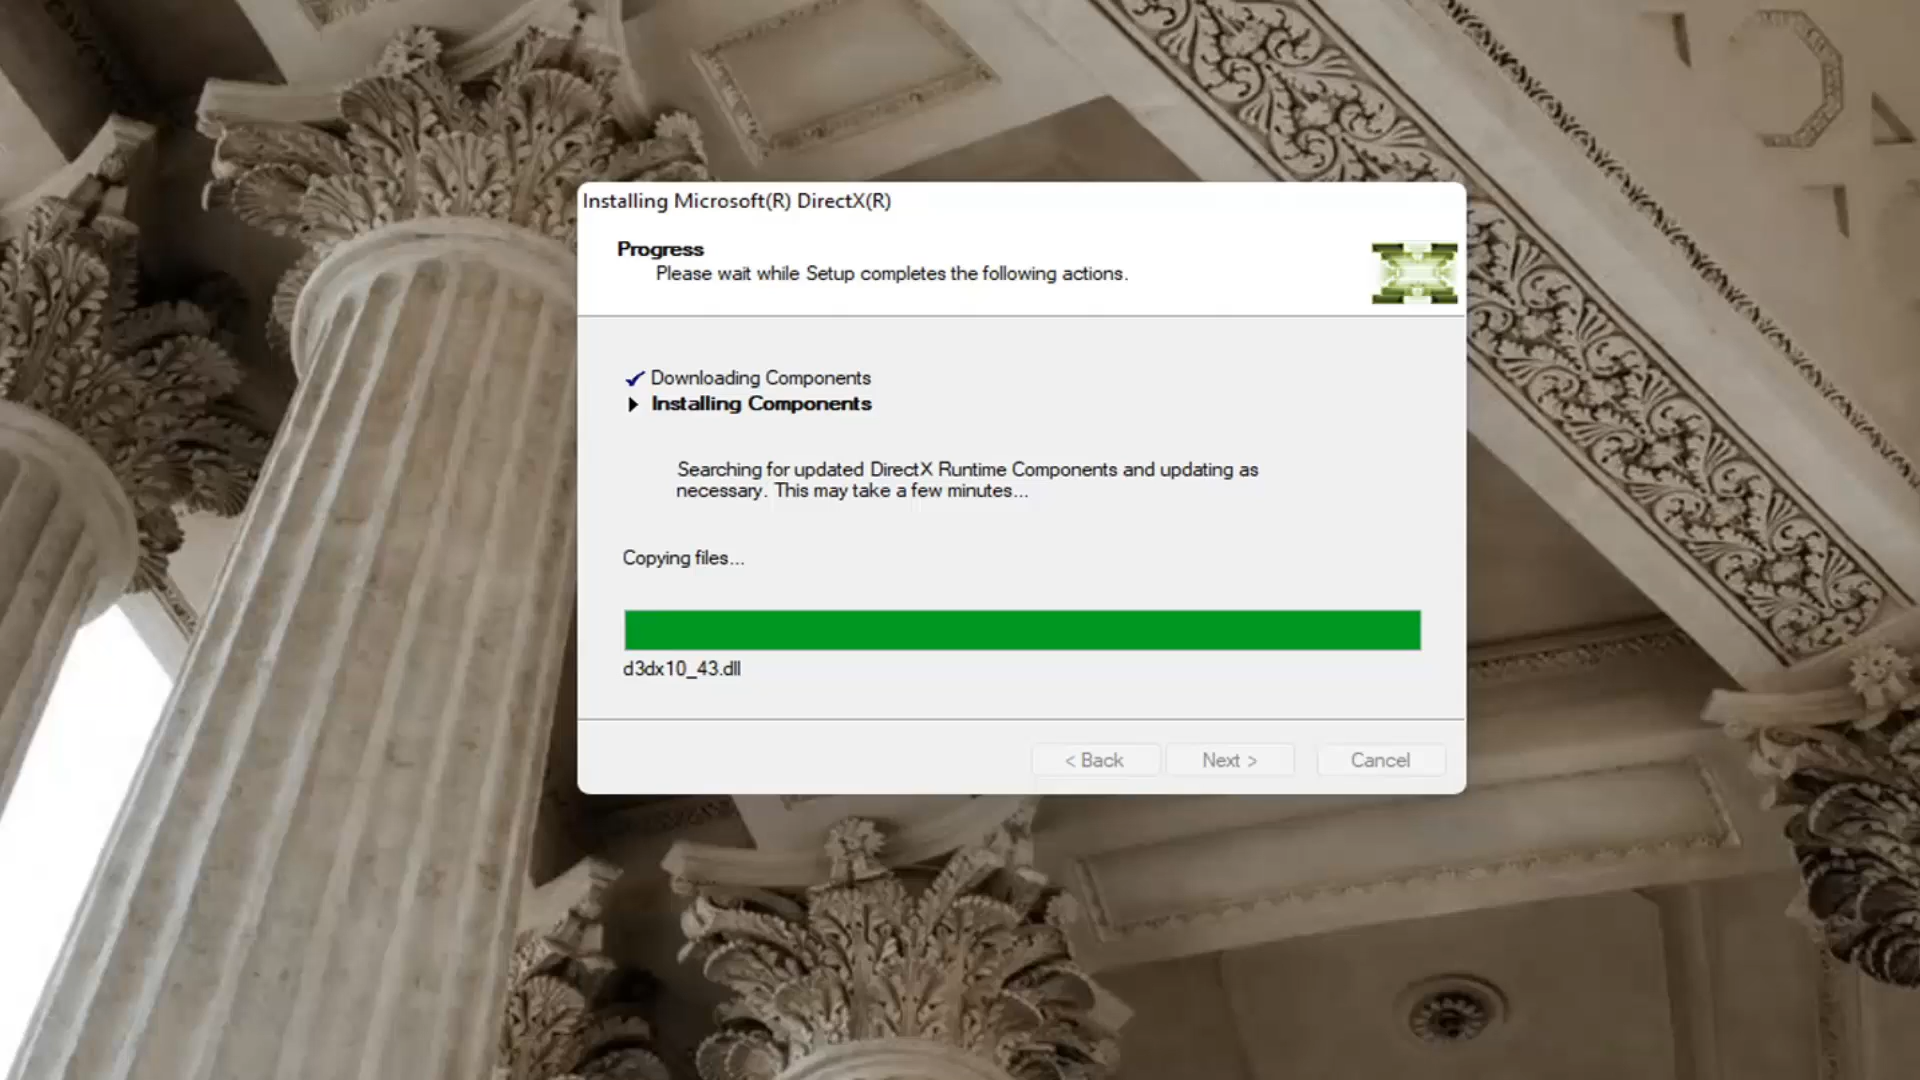 Installing Microsoft(R) DirectX(R)
Progress
Please wait while Setup completes the following actions.
Downloading Components
Installing Components
Searching for updated DirectX Runtime Components and updating as
necessary. This may take a few minutes...
Copying files...
d3dx10_43.dll
< Back
Next >
Cancel